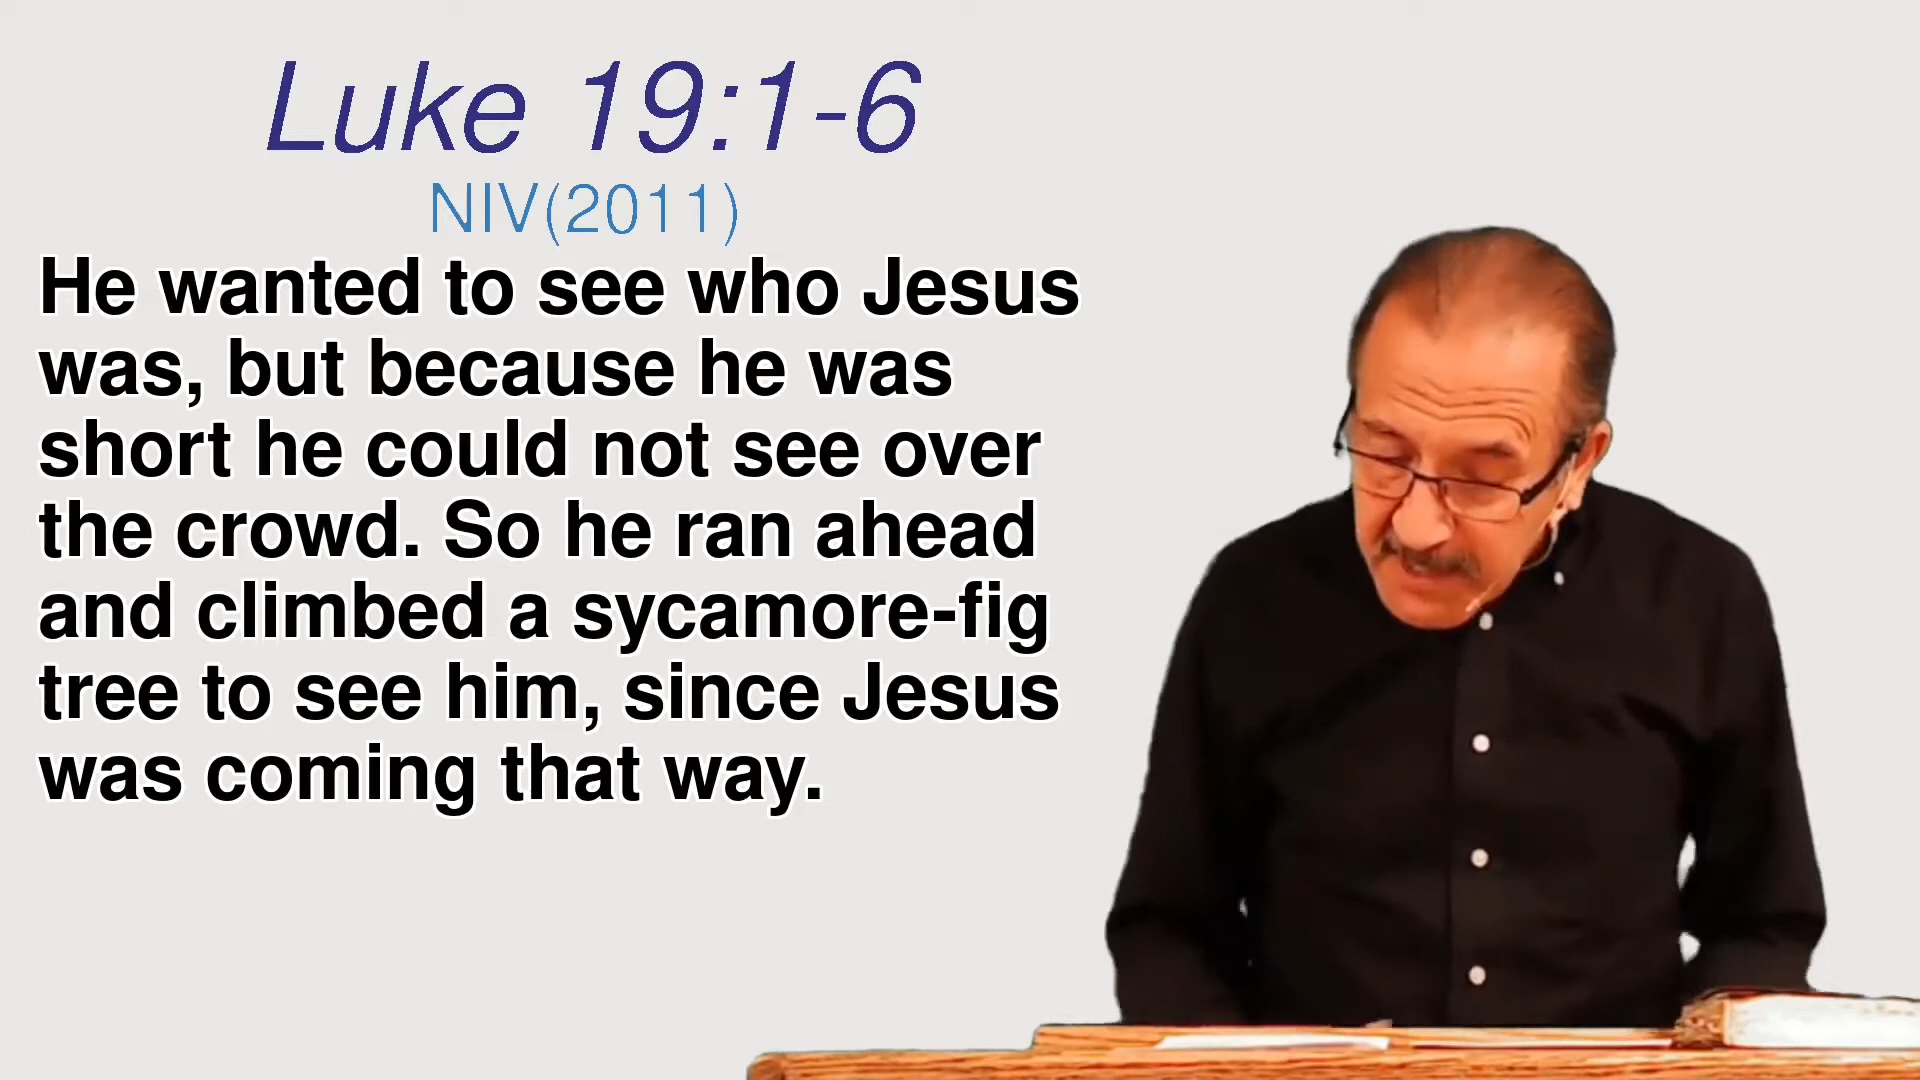 Luke 19:1-6
NIV(2011)
He wanted to see who Jesus
was, but because he was
short he could not see over
the crowd. So he ran ahead
and climbed a sycamore-fig
tree to see him, since Jesus
was coming that way.